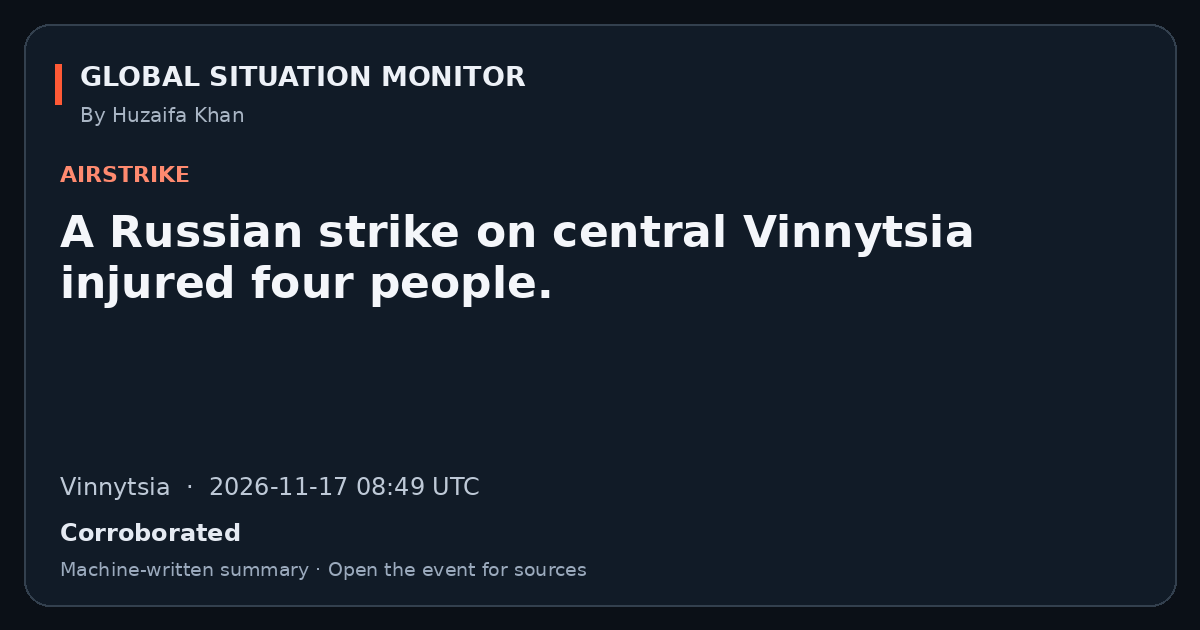 GLOBAL SITUATION MONITOR
By Huzaifa Khan
AIRSTRIKE
A Russian strike on central Vinnytsia
injured four people.
Vinnytsia · 2026-11-17 08:49 UTC
Corroborated
Machine-written summary · Open the event for sources